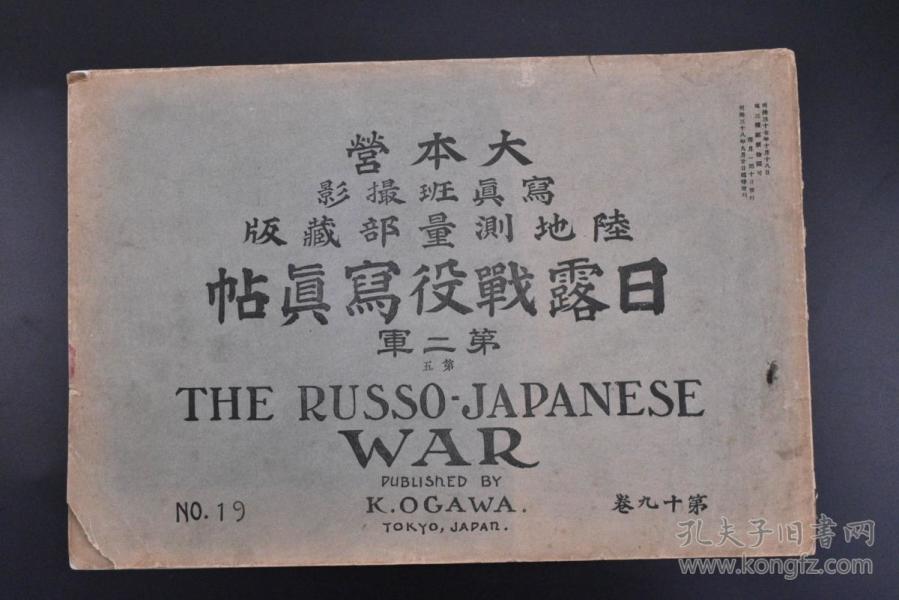 大本營
寫眞班撮影
陸地測量部藏版
日露戰役寫眞帖
第二軍
第五
THE RUSSO-JAPANESE
WAR
PUBLISHED BY
K. OGAWA.
TOKYO, JAPAN.
NO. 19
第十九卷
孔夫子旧书网
www.kongfz.com